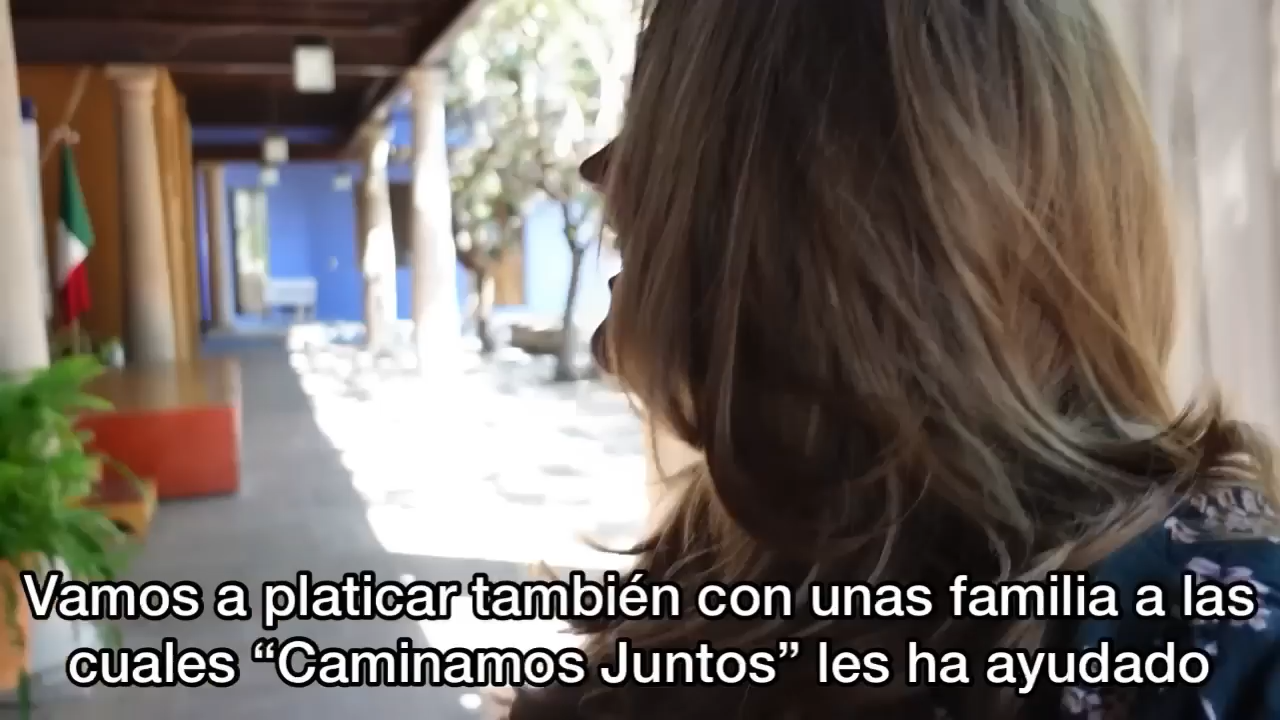 Vamos a platicar también con unas familia a las
cuales “Caminamos Juntos” les ha ayudado